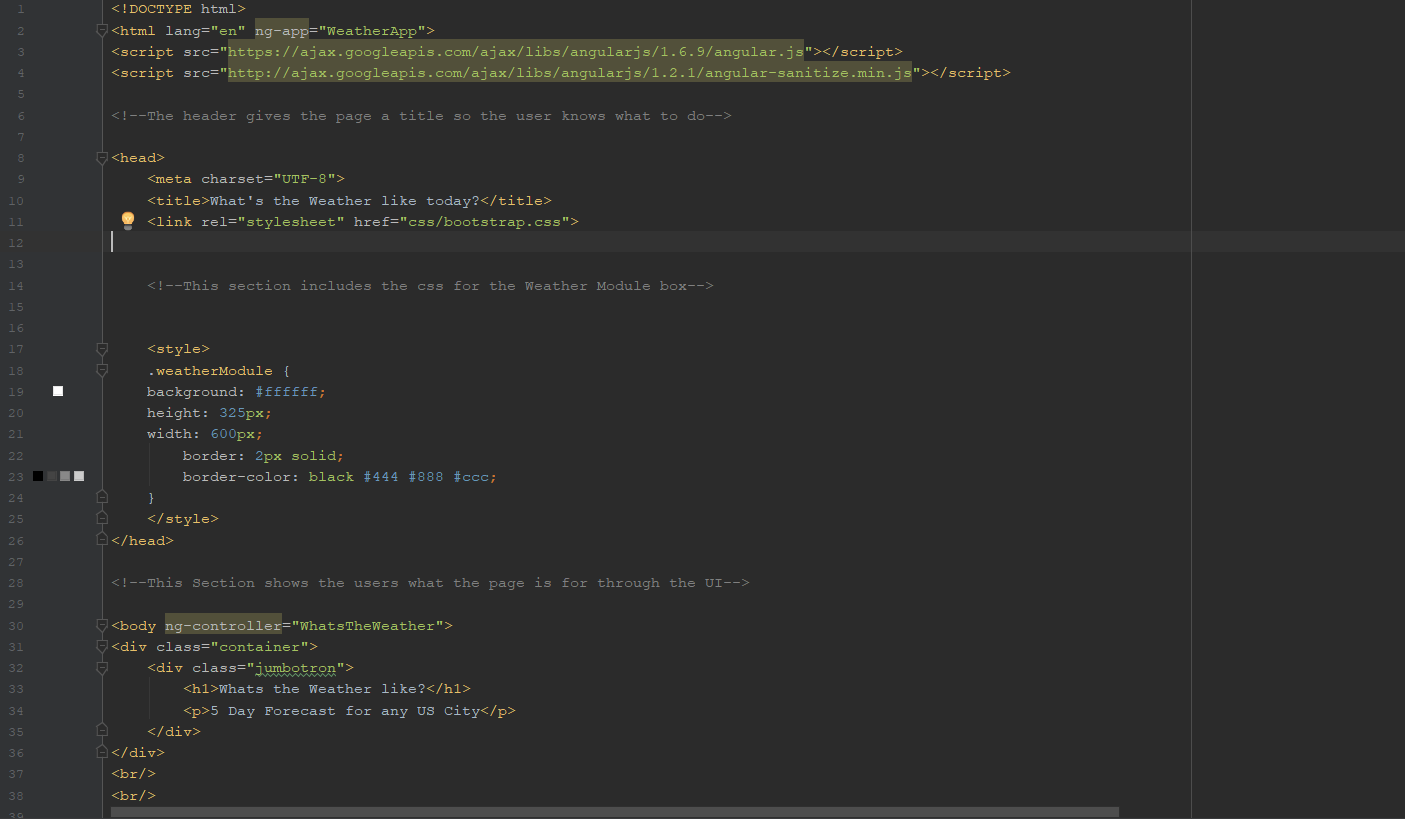 1 <!DOCTYPE html>
2 <html lang="en" ng-app="WeatherApp">
3 <script src="https://ajax.googleapis.com/ajax/libs/angularjs/1.6.9/angular.js"></script>
4 <script src="http://ajax.googleapis.com/ajax/libs/angularjs/1.2.1/angular-sanitize.min.js"></script>
5
6 <!--The header gives the page a title so the user knows what to do-->
7
8 <head>
9 <meta charset="UTF-8">
10 <title>What's the Weather like today?</title>
11 <link rel="stylesheet" href="css/bootstrap.css">
12
13
14 <!--This section includes the css for the Weather Module box-->
15
16
17 <style>
18 .weatherModule {
19 background: #ffffff;
20 height: 325px;
21 width: 600px;
22 border: 2px solid;
23 border-color: black #444 #888 #ccc;
24 }
25 </style>
26 </head>
27
28 <!--This Section shows the users what the page is for through the UI-->
29
30 <body ng-controller="WhatsTheWeather">
31 <div class="container">
32 <div class="jumbotron">
33 <h1>Whats the Weather like?</h1>
34 <p>5 Day Forecast for any US City</p>
35 </div>
36 </div>
37 <br/>
38 <br/>
39